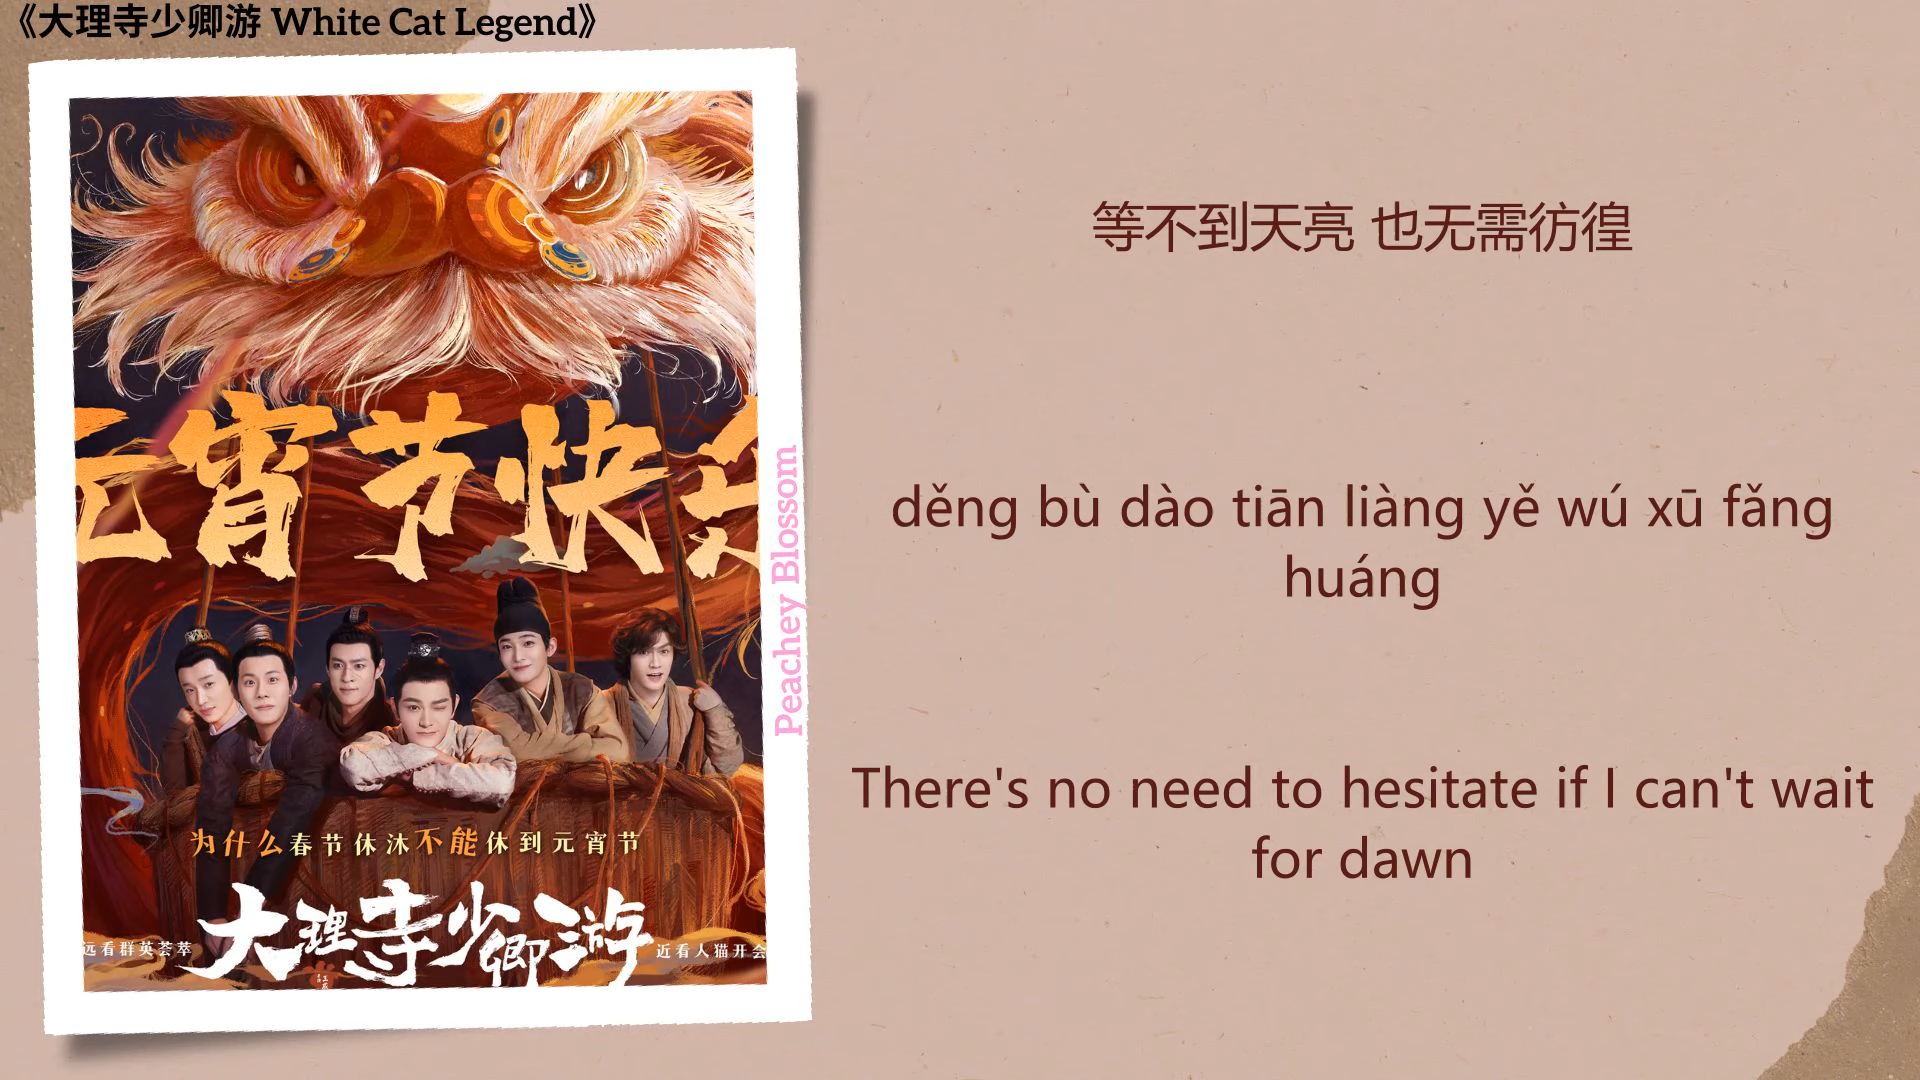 《大理寺少卿游 White Cat Legend》
元宵节快乐
Peachey Blossom
为什么春节休沐不能休到元宵节
远看群英荟萃
大理寺少卿游
近看人猫开会
等不到天亮 也无需彷徨
děng bù dào tiān liàng yě wú xū fǎng
huáng
There's no need to hesitate if I can't wait
for dawn